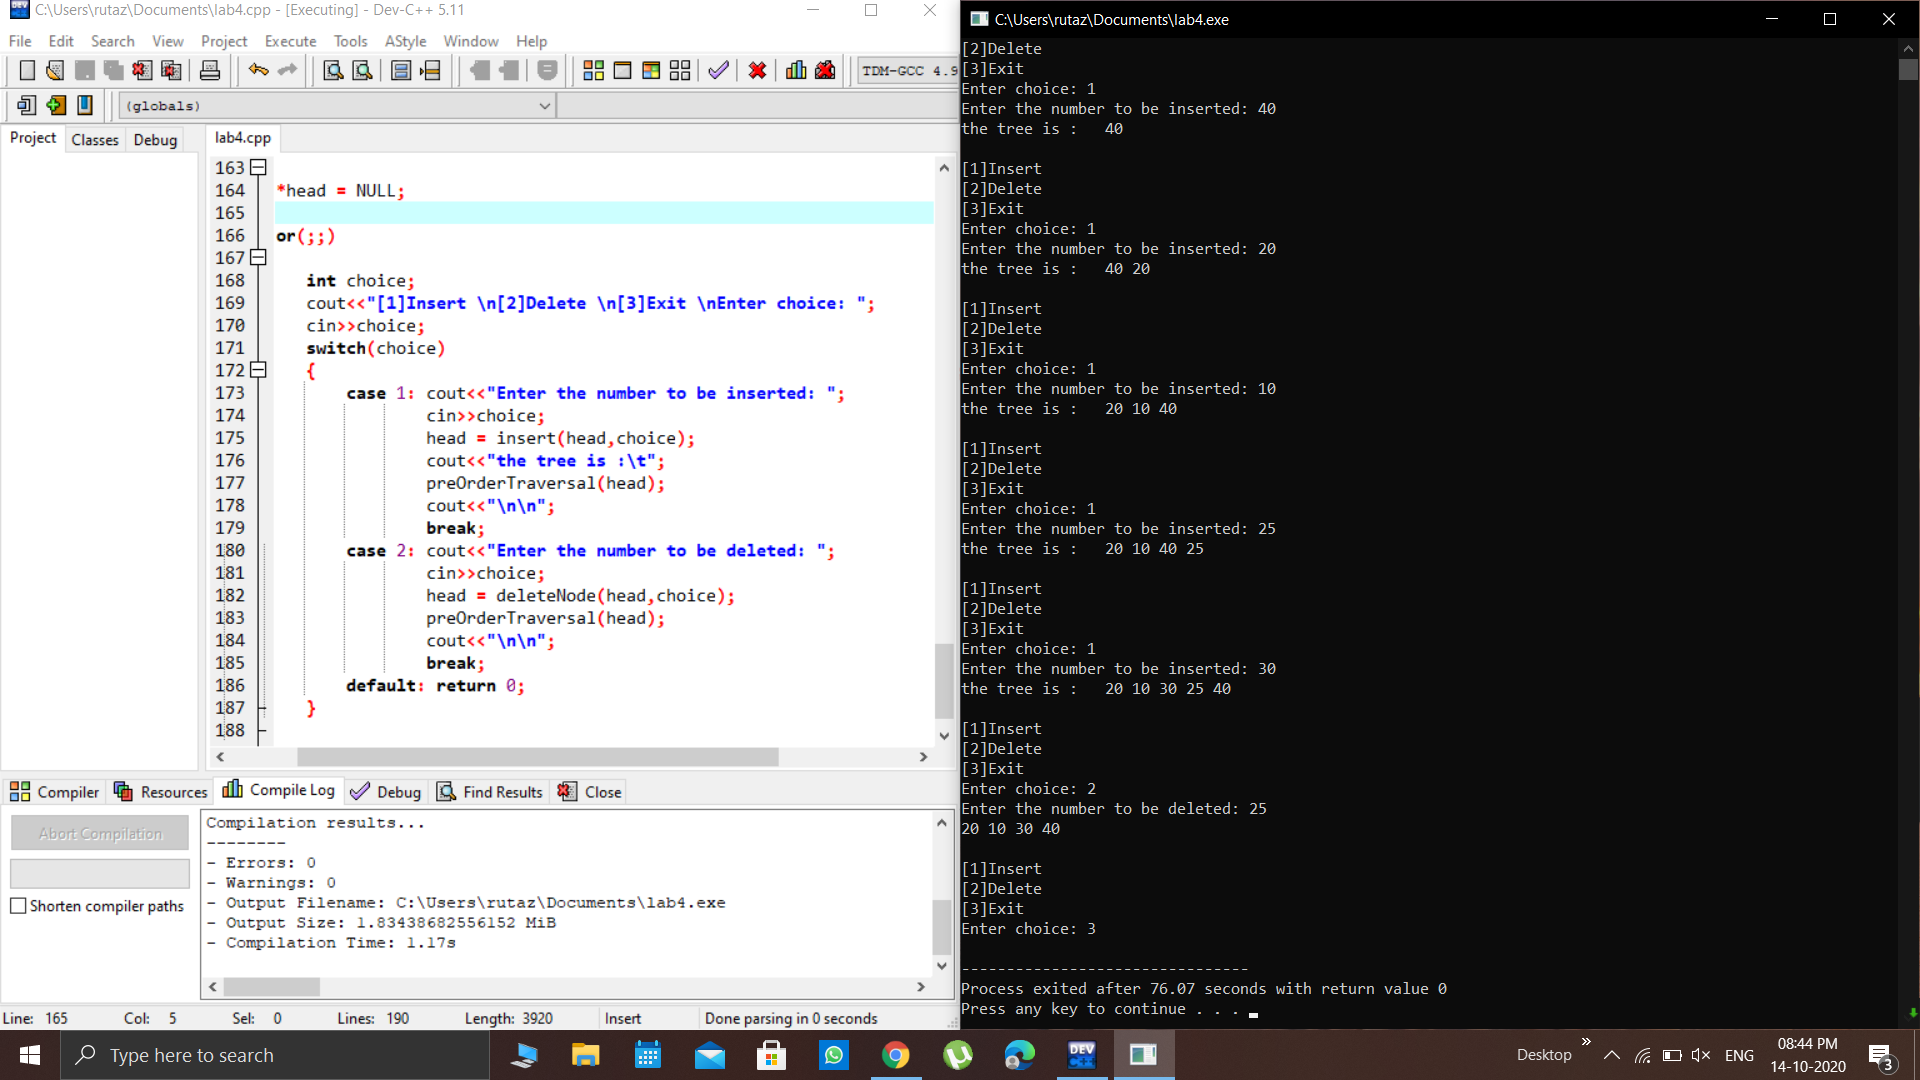 C:\Users\rutaz\Documents\lab4.cpp - [Executing] - Dev-C++ 5.11
File Edit Search View Project Execute Tools AStyle Window Help
TDM-GCC 4.9
(globals)
Project Classes Debug
lab4.cpp
163
164 *head = NULL;
165
166 or(;;)
167
168 int choice;
169 cout<<"[1]Insert \n[2]Delete \n[3]Exit \nEnter choice: ";
170 cin>>choice;
171 switch(choice)
172 {
173 case 1: cout<<"Enter the number to be inserted: ";
174 cin>>choice;
175 head = insert(head,choice);
176 cout<<"the tree is :\t";
177 preOrderTraversal(head);
178 cout<<"\n\n";
179 break;
180 case 2: cout<<"Enter the number to be deleted: ";
181 cin>>choice;
182 head = deleteNode(head,choice);
183 preOrderTraversal(head);
184 cout<<"\n\n";
185 break;
186 default: return 0;
187 }
188
Compiler Resources Compile Log Debug Find Results Close
Abort Compilation
Shorten compiler paths
Compilation results...
--------
- Errors: 0
- Warnings: 0
- Output Filename: C:\Users\rutaz\Documents\lab4.exe
- Output Size: 1.83438682556152 MiB
- Compilation Time: 1.17s
Line: 165 Col: 5 Sel: 0 Lines: 190 Length: 3920 Insert Done parsing in 0 seconds
C:\Users\rutaz\Documents\lab4.exe
[2]Delete
[3]Exit
Enter choice: 1
Enter the number to be inserted: 40
the tree is :   40

[1]Insert
[2]Delete
[3]Exit
Enter choice: 1
Enter the number to be inserted: 20
the tree is :   40 20

[1]Insert
[2]Delete
[3]Exit
Enter choice: 1
Enter the number to be inserted: 10
the tree is :   20 10 40

[1]Insert
[2]Delete
[3]Exit
Enter choice: 1
Enter the number to be inserted: 25
the tree is :   20 10 40 25

[1]Insert
[2]Delete
[3]Exit
Enter choice: 1
Enter the number to be inserted: 30
the tree is :   20 10 30 25 40

[1]Insert
[2]Delete
[3]Exit
Enter choice: 2
Enter the number to be deleted: 25
20 10 30 40

[1]Insert
[2]Delete
[3]Exit
Enter choice: 3

--------------------------------
Process exited after 76.07 seconds with return value 0
Press any key to continue . . .
Type here to search
DEV C++
Desktop
ENG
08:44 PM
14-10-2020
3